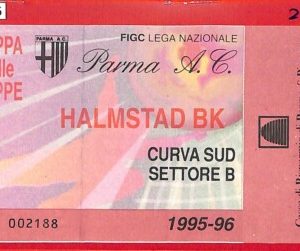 FIGC LEGA NAZIONALE
PARMA A.C.
Parma A.C.
PPA
lle
PPE
HALMSTAD BK
CURVA SUD
SETTORE B
002188
1995-96